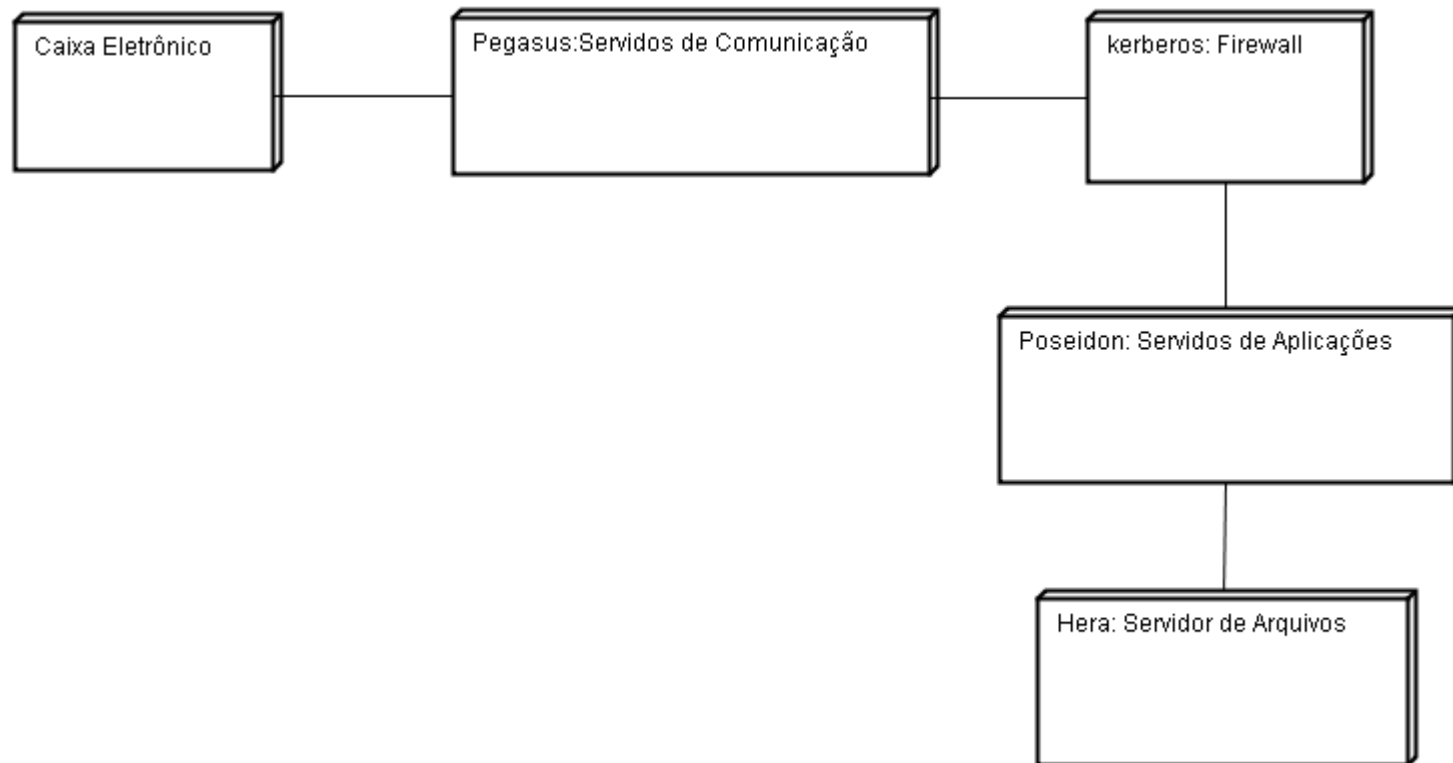 Caixa Eletrônico
Pegasus:Servidos de Comunicação
kerberos: Firewall
Poseidon: Servidos de Aplicações
Hera: Servidor de Arquivos